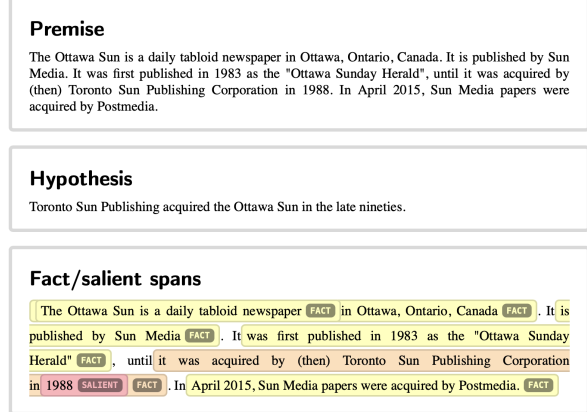 Premise
The Ottawa Sun is a daily tabloid newspaper in Ottawa, Ontario, Canada. It is published by Sun
Media. It was first published in 1983 as the "Ottawa Sunday Herald", until it was acquired by
(then) Toronto Sun Publishing Corporation in 1988. In April 2015, Sun Media papers were
acquired by Postmedia.
Hypothesis
Toronto Sun Publishing acquired the Ottawa Sun in the late nineties.
Fact/salient spans
The Ottawa Sun is a daily tabloid newspaper FACT in Ottawa, Ontario, Canada FACT . It is
published by Sun Media FACT . It was first published in 1983 as the "Ottawa Sunday
Herald" FACT , until it was acquired by (then) Toronto Sun Publishing Corporation
in 1988 SALIENT FACT . In April 2015, Sun Media papers were acquired by Postmedia. FACT